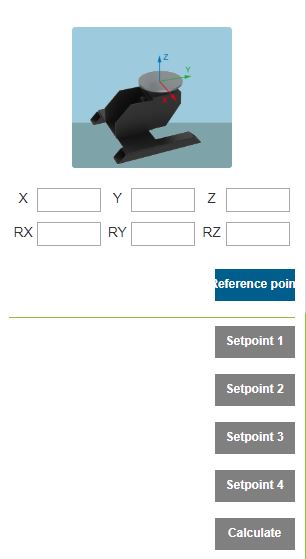 Z
Y
X
X Y Z
RX RY RZ
Reference poin
Setpoint 1
Setpoint 2
Setpoint 3
Setpoint 4
Calculate